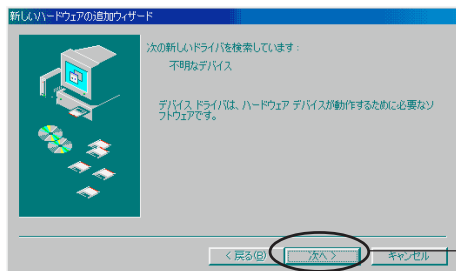 新しいハードウェアの追加ウィザード
次の新しいドライバを検索しています:
不明なデバイス
デバイス ドライバは、ハードウェア デバイスが動作するために必要なソ
フトウェアです。
< 戻る(B)
次へ >
キャンセル